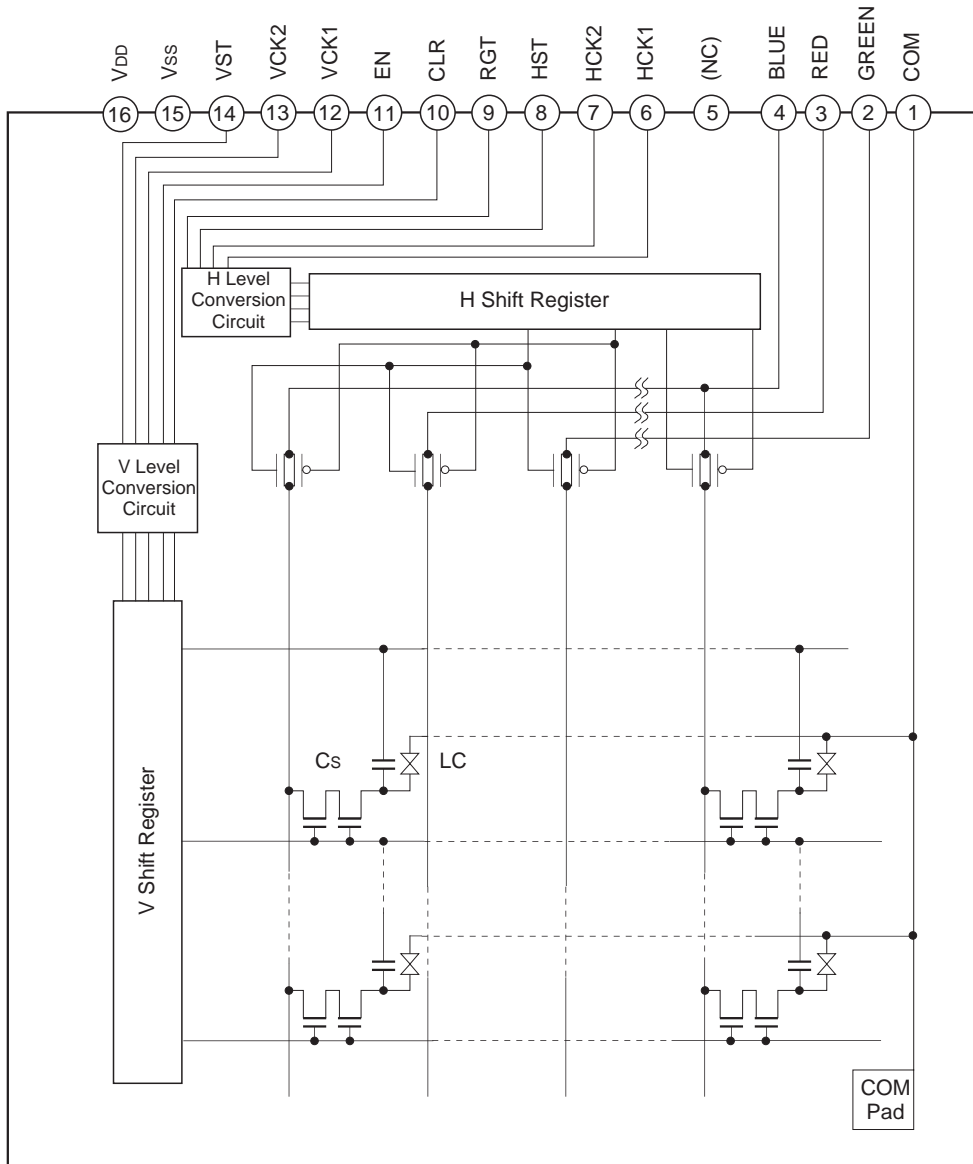 VDD
VSS
VST
VCK2
VCK1
EN
CLR
RGT
HST
HCK2
HCK1
(NC)
BLUE
RED
GREEN
COM
16
15
14
13
12
11
10
9
8
7
6
5
4
3
2
1
H Level
Conversion
Circuit
H Shift Register
V Level
Conversion
Circuit
V Shift Register
Cs
LC
COM
Pad